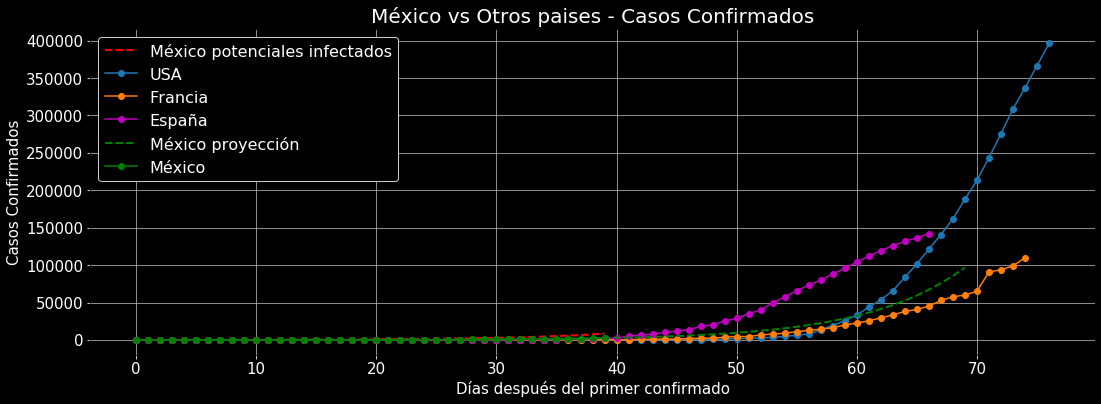 México vs Otros paises - Casos Confirmados
400000
350000
300000
250000
200000
150000
100000
50000
0
Casos Confirmados
México potenciales infectados
USA
Francia
España
México proyección
México
0 10 20 30 40 50 60 70
Días después del primer confirmado